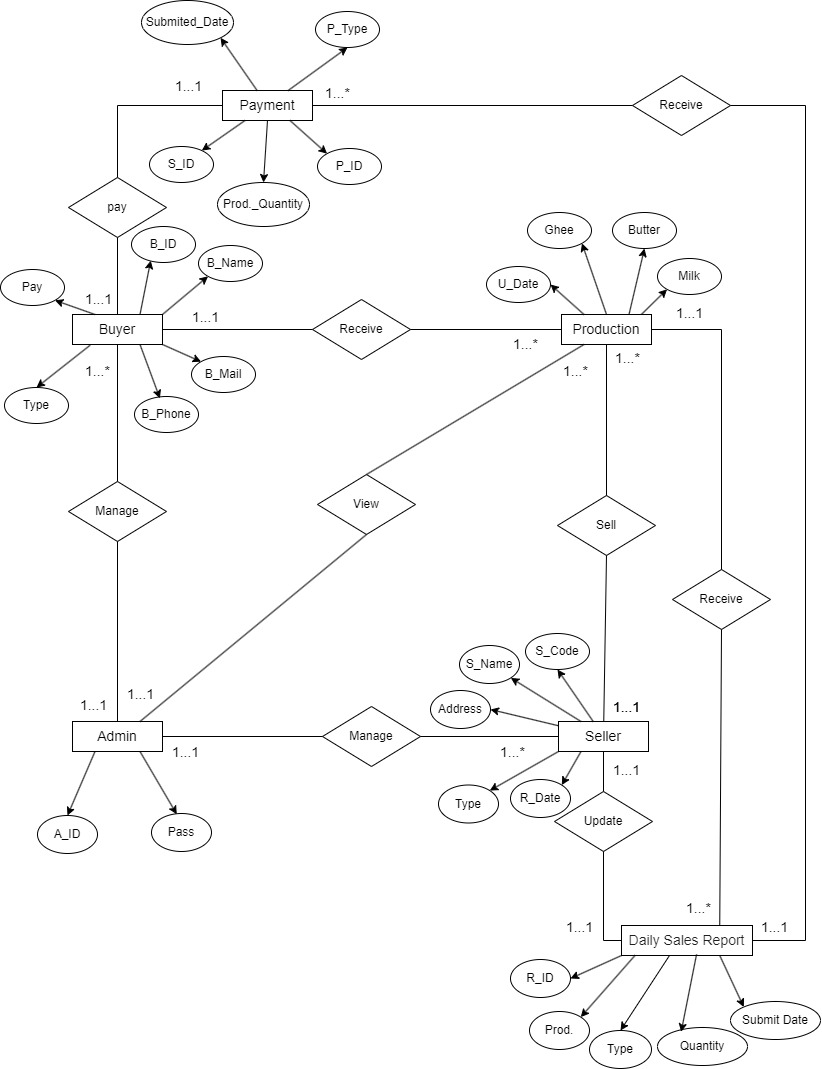 Submited_Date
P_Type
1...1
1...*
Payment
Receive
S_ID
P_ID
Prod._Quantity
pay
B_ID
B_Name
Ghee
Butter
Milk
U_Date
Pay
1...1
1...1
1...1
Buyer
Receive
Production
1...*
1...*
1...*
1...*
B_Mail
Type
B_Phone
View
Manage
Sell
Receive
S_Code
S_Name
Address
1...1
1...1
1...1
Admin
Manage
Seller
1...1
1...*
1...1
Type
R_Date
Update
A_ID
Pass
1...*
1...1
1...1
Daily Sales Report
R_ID
Prod.
Type
Quantity
Submit Date